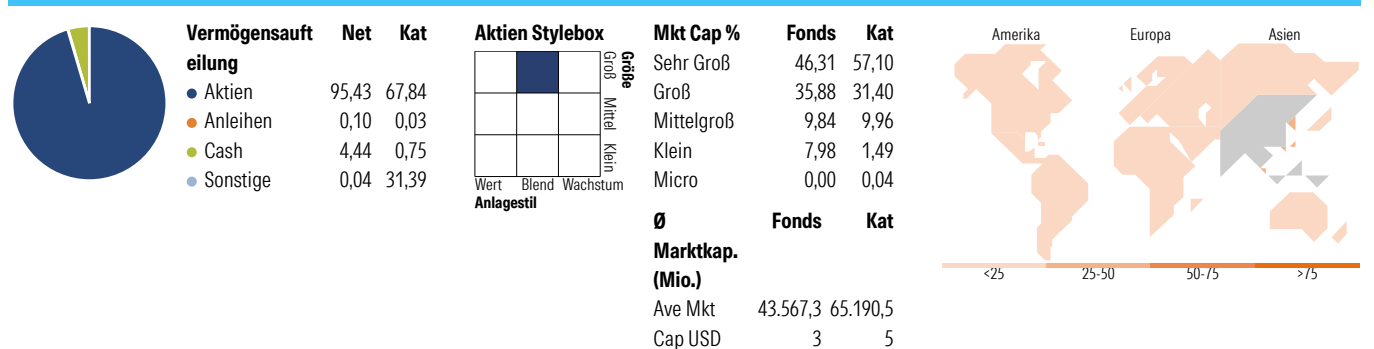 Vermögensauft Net Kat
eilung
Aktien 95,43 67,84
Anleihen 0,10 0,03
Cash 4,44 0,75
Sonstige 0,04 31,39
Aktien Stylebox
Größe
Groß
Mittel
Klein
Wert Blend Wachstum
Anlagestil
Mkt Cap % Fonds Kat
Sehr Groß 46,31 57,10
Groß 35,88 31,40
Mittelgroß 9,84 9,96
Klein 7,98 1,49
Micro 0,00 0,04
Ø Fonds Kat
Marktkap.
(Mio.)
Ave Mkt 43.567,3 65.190,5
Cap USD 3 5
Amerika Europa Asien
<25 25-50 50-75 >75